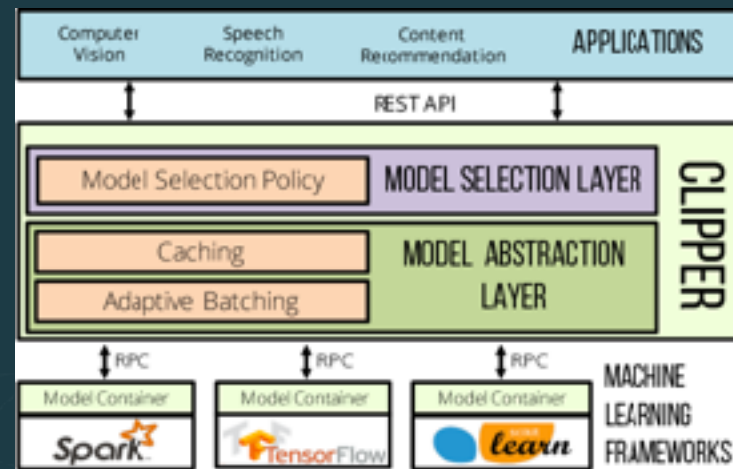 Computer Vision
Speech Recognition
Content Recommendation
APPLICATIONS
REST API
Model Selection Policy
MODEL SELECTION LAYER
CLIPPER
Caching
MODEL ABSTRACTION LAYER
Adaptive Batching
RPC
RPC
RPC
Model Container
Model Container
Model Container
MACHINE LEARNING FRAMEWORKS
Spark
TensorFlow
learn